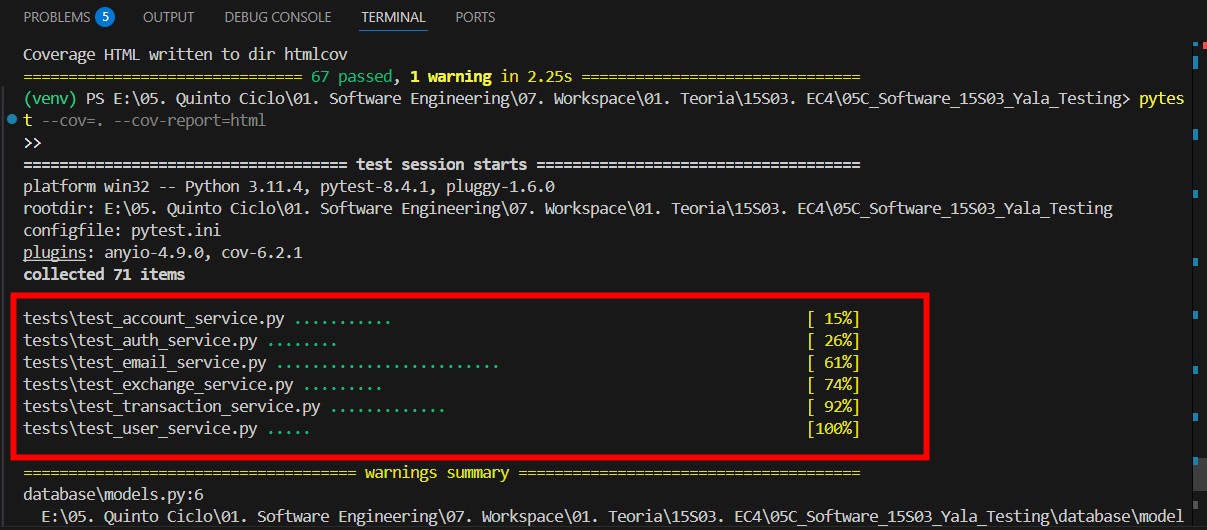 PROBLEMS 5 OUTPUT DEBUG CONSOLE TERMINAL PORTS
Coverage HTML written to dir htmlcov
=============================== 67 passed, 1 warning in 2.25s ===============================
(venv) PS E:\05. Quinto Ciclo\01. Software Engineering\07. Workspace\01. Teoria\15S03. EC4\05C_Software_15S03_Yala_Testing> pytes
t --cov=. --cov-report=html
>>
==================================== test session starts ====================================
platform win32 -- Python 3.11.4, pytest-8.4.1, pluggy-1.6.0
rootdir: E:\05. Quinto Ciclo\01. Software Engineering\07. Workspace\01. Teoria\15S03. EC4\05C_Software_15S03_Yala_Testing
configfile: pytest.ini
plugins: anyio-4.9.0, cov-6.2.1
collected 71 items
tests\test_account_service.py ........... [ 15%]
tests\test_auth_service.py ........ [ 26%]
tests\test_email_service.py ......................... [ 61%]
tests\test_exchange_service.py ......... [ 74%]
tests\test_transaction_service.py ............. [ 92%]
tests\test_user_service.py ..... [100%]
===================================== warnings summary ======================================
database\models.py:6
E:\05. Quinto Ciclo\01. Software Engineering\07. Workspace\01. Teoria\15S03. EC4\05C_Software_15S03_Yala_Testing\database\model